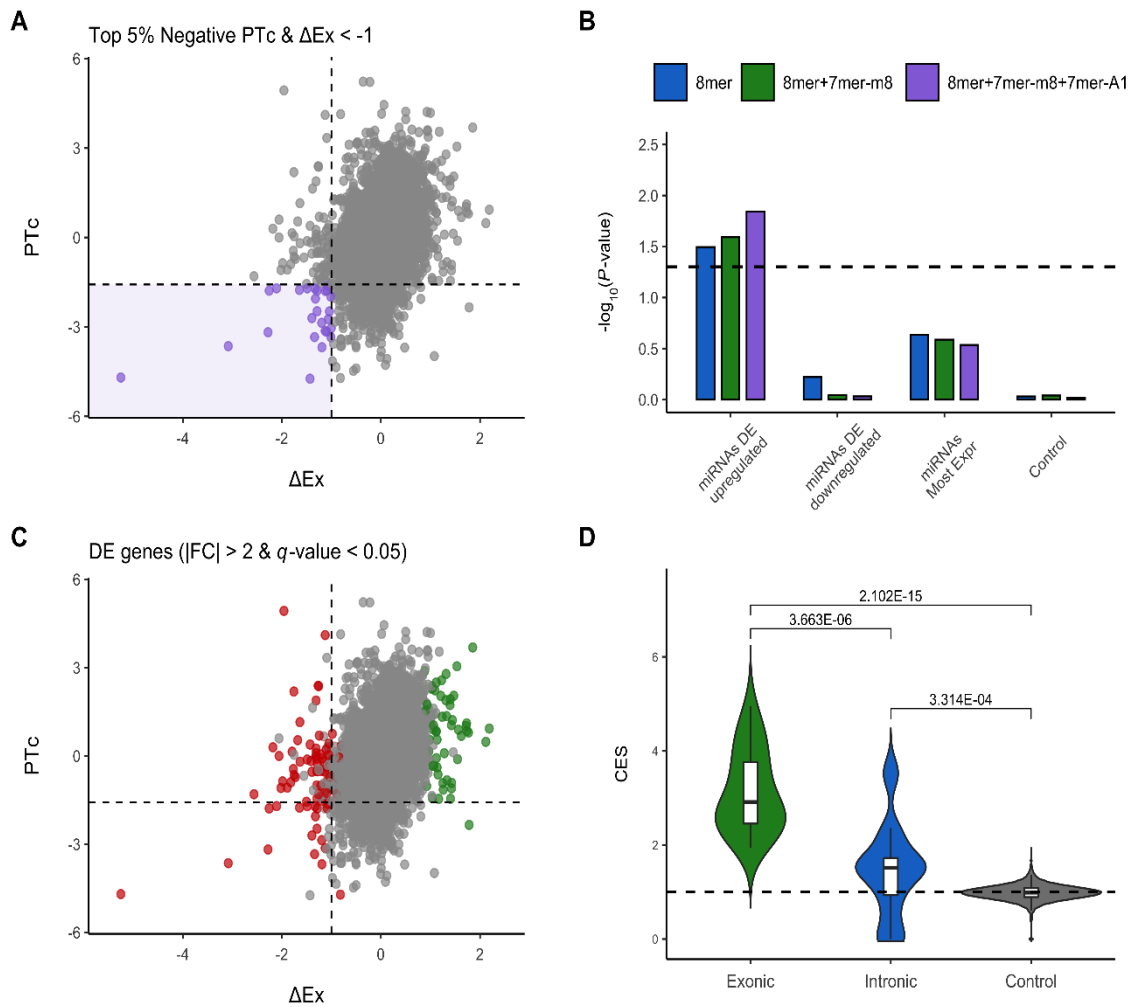 A
Top 5% Negative PTc & ΔEx < -1
6
3
0
-3
-6
PTc
-4
-2
0
2
ΔEx
B
8mer
8mer+7mer-m8
8mer+7mer-m8+7mer-A1
2.5
2.0
1.5
1.0
0.5
0.0
-log10(P-value)
miRNAs DE
upregulated
miRNAs DE
downregulated
miRNAs
Most Expr
Control
C
DE genes (|FC| > 2 & q-value < 0.05)
6
3
0
-3
-6
PTc
-4
-2
0
2
ΔEx
D
2.102E-15
3.663E-06
3.314E-04
6
4
2
0
CES
Exonic
Intronic
Control